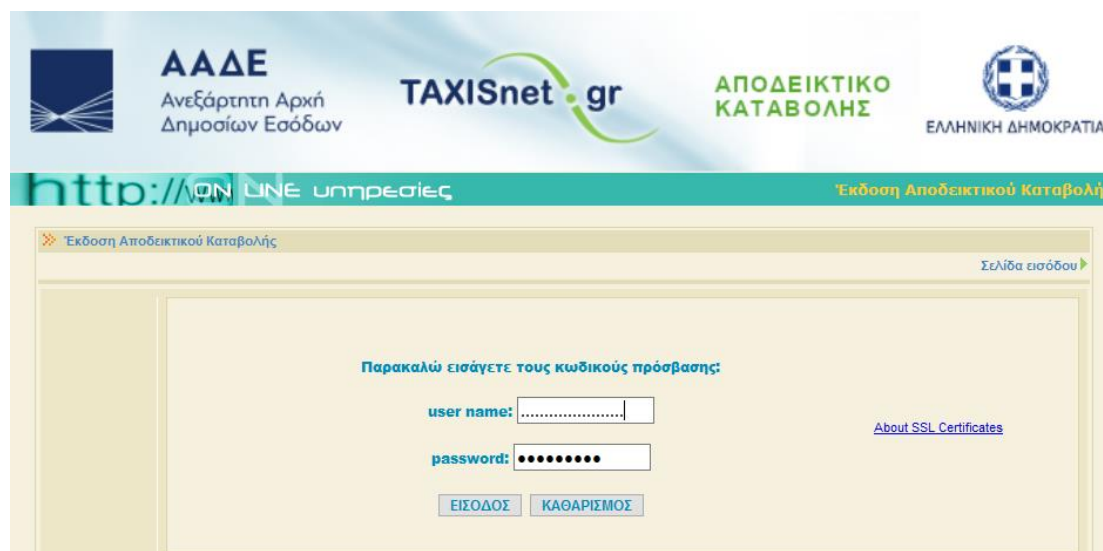 ΑΑΔΕ
Ανεξάρτητη Αρχή
Δημοσίων Εσόδων
TAXISnet.gr
ΑΠΟΔΕΙΚΤΙΚΟ
ΚΑΤΑΒΟΛΗΣ
ΕΛΛΗΝΙΚΗ ΔΗΜΟΚΡΑΤΙΑ
http://www
ON LINE υπηρεσίες
Έκδοση Αποδεικτικού Καταβολή
Έκδοση Αποδεικτικού Καταβολής
Σελίδα εισόδου
Παρακαλώ εισάγετε τους κωδικούς πρόσβασης:
user name: ......................
About SSL Certificates
password: ●●●●●●●●●
ΕΙΣΟΔΟΣ ΚΑΘΑΡΙΣΜΟΣ